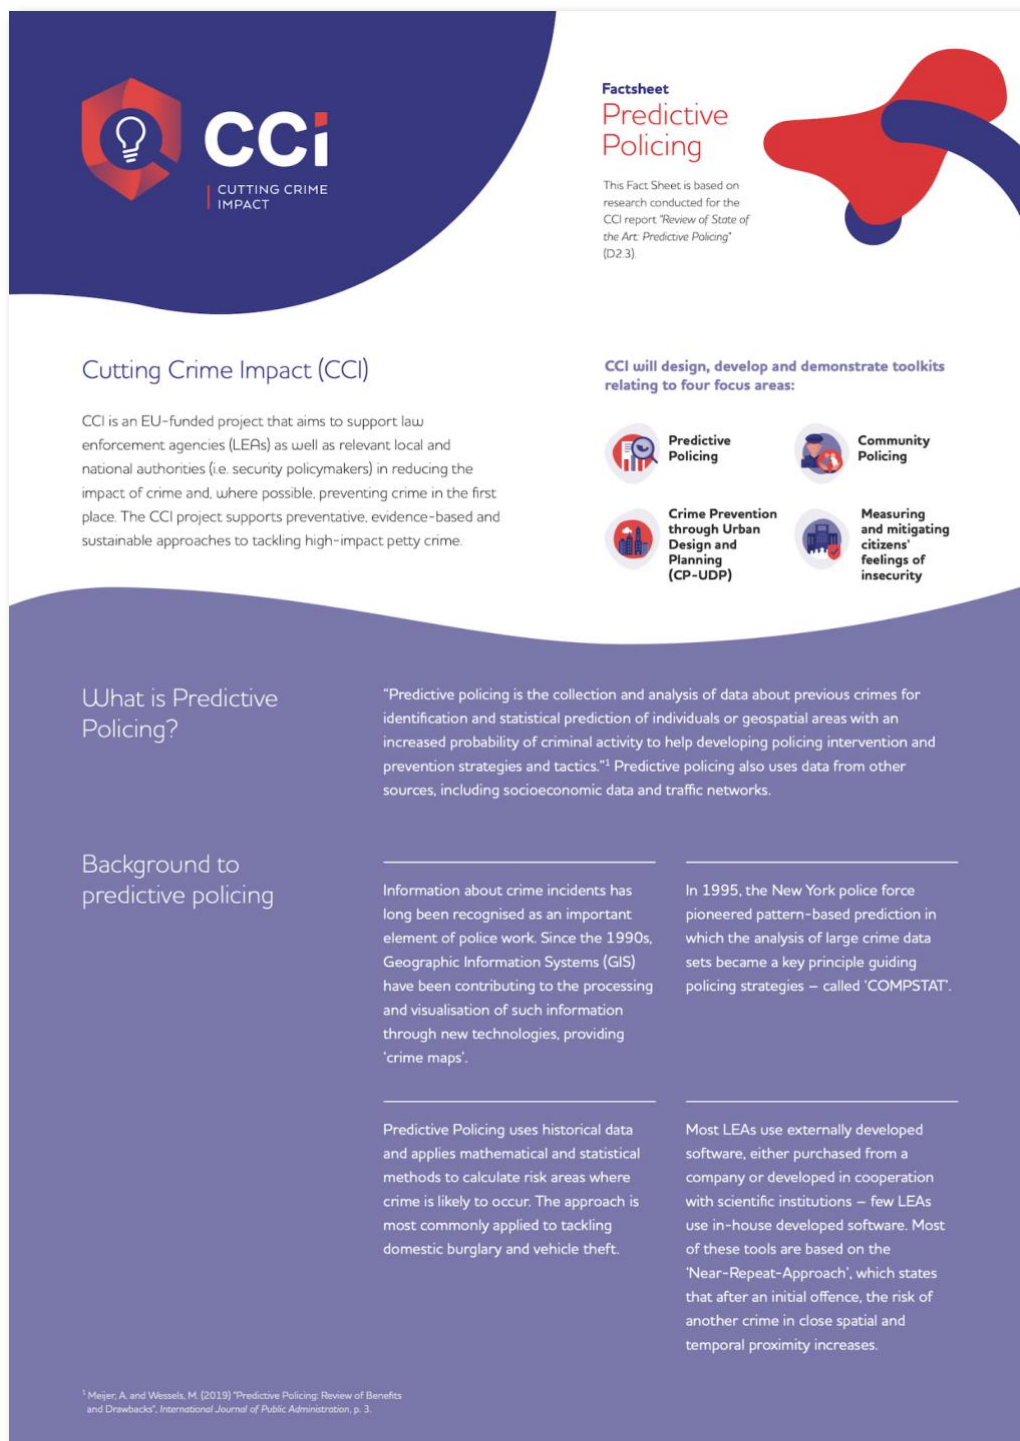 CCi
CUTTING CRIME
IMPACT
Factsheet
Predictive
Policing
This Fact Sheet is based on
research conducted for the
CCI report "Review of State of
the Art: Predictive Policing"
(D2.3).
Cutting Crime Impact (CCI)
CCI is an EU-funded project that aims to support law
enforcement agencies (LEAs) as well as relevant local and
national authorities (i.e. security policymakers) in reducing the
impact of crime and, where possible, preventing crime in the first
place. The CCI project supports preventative, evidence-based and
sustainable approaches to tackling high-impact petty crime.
CCI will design, develop and demonstrate toolkits
relating to four focus areas:
Predictive
Policing
Community
Policing
Crime Prevention
through Urban
Design and
Planning
(CP-UDP)
Measuring
and mitigating
citizens'
feelings of
insecurity
What is Predictive
Policing?
"Predictive policing is the collection and analysis of data about previous crimes for
identification and statistical prediction of individuals or geospatial areas with an
increased probability of criminal activity to help developing policing intervention and
prevention strategies and tactics."¹ Predictive policing also uses data from other
sources, including socioeconomic data and traffic networks.
Background to
predictive policing
Information about crime incidents has
long been recognised as an important
element of police work. Since the 1990s,
Geographic Information Systems (GIS)
have been contributing to the processing
and visualisation of such information
through new technologies, providing
'crime maps'.
In 1995, the New York police force
pioneered pattern-based prediction in
which the analysis of large crime data
sets became a key principle guiding
policing strategies – called 'COMPSTAT'.
Predictive Policing uses historical data
and applies mathematical and statistical
methods to calculate risk areas where
crime is likely to occur. The approach is
most commonly applied to tackling
domestic burglary and vehicle theft.
Most LEAs use externally developed
software, either purchased from a
company or developed in cooperation
with scientific institutions – few LEAs
use in-house developed software. Most
of these tools are based on the
'Near-Repeat-Approach', which states
that after an initial offence, the risk of
another crime in close spatial and
temporal proximity increases.
¹ Meijer, A. and Wessels, M. (2019) "Predictive Policing: Review of Benefits
and Drawbacks", International Journal of Public Administration, p. 3.